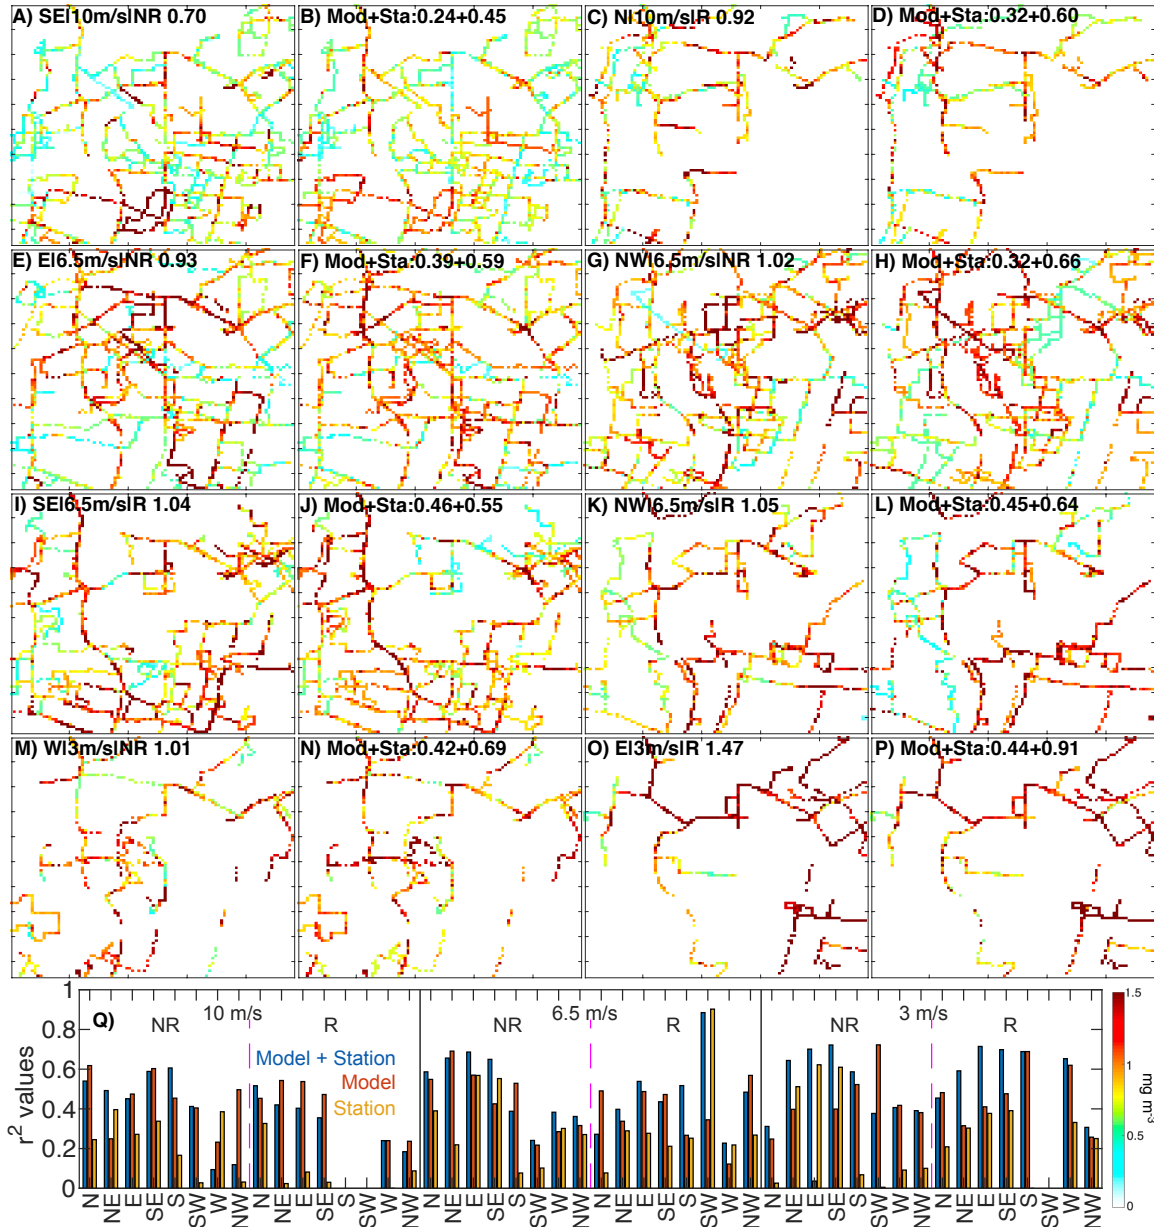 A) SE|10m/s|NR 0.70
B) Mod+Sta:0.24+0.45
C) N|10m/s|R 0.92
D) Mod+Sta:0.32+0.60
E) E|6.5m/s|NR 0.93
F) Mod+Sta:0.39+0.59
G) NW|6.5m/s|NR 1.02
H) Mod+Sta:0.32+0.66
I) SE|6.5m/s|R 1.04
J) Mod+Sta:0.46+0.55
K) NW|6.5m/s|R 1.05
L) Mod+Sta:0.45+0.64
M) W|3m/s|NR 1.01
N) Mod+Sta:0.42+0.69
O) E|3m/s|R 1.47
P) Mod+Sta:0.44+0.91
Q)
10 m/s
6.5 m/s
3 m/s
NR
R
NR
R
NR
R
Model + Station
Model
Station
r² values
1
0.8
0.6
0.4
0.2
0
N NE E SE S SW W NW N NE E SE S SW W NW N NE E SE S SW W NW N NE E SE S SW W NW N NE E SE S SW W NW N NE E SE S SW W NW
1.5
1
0.5
0
mg m⁻³